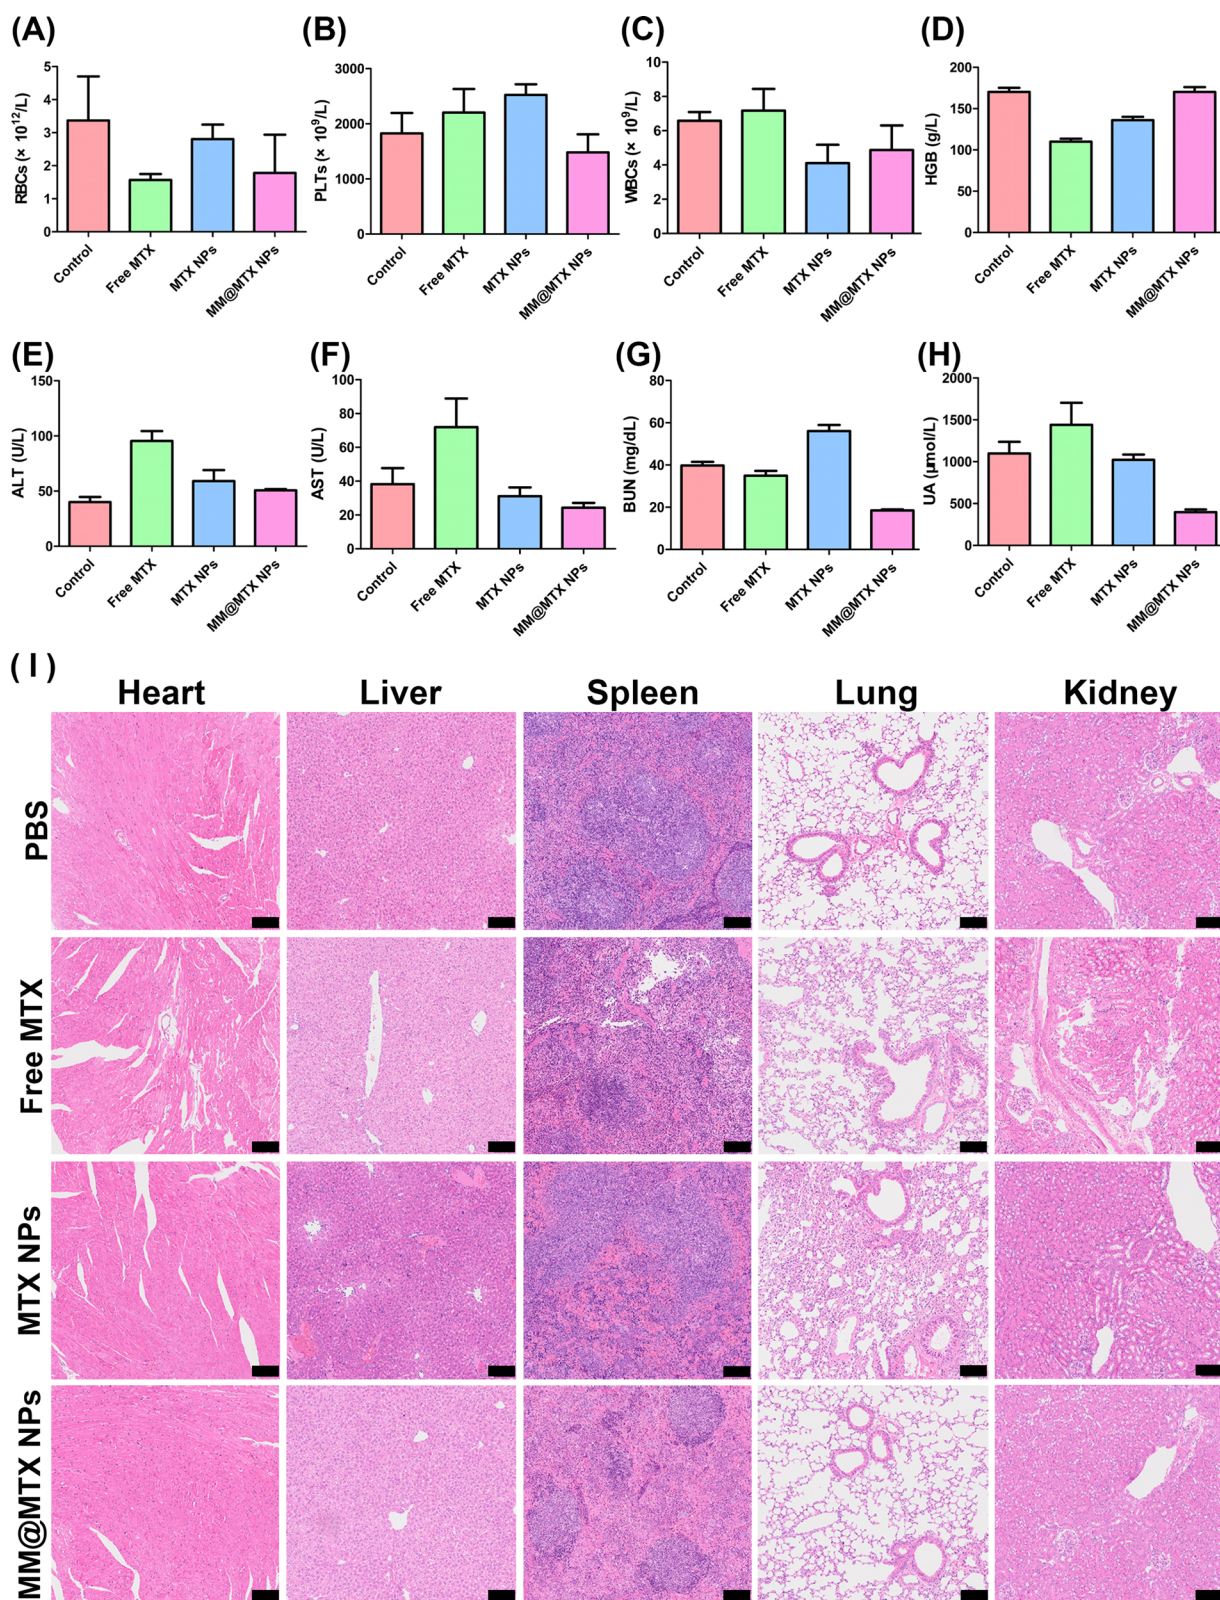 (A)
RBCs (× 10¹²/L)
5
4
3
2
1
0
Control
Free MTX
MTX NPs
MM@MTX NPs
(B)
PLTs (× 10⁹/L)
3000
2000
1000
0
Control
Free MTX
MTX NPs
MM@MTX NPs
(C)
WBCs (× 10⁹/L)
10
8
6
4
2
0
Control
Free MTX
MTX NPs
MM@MTX NPs
(D)
HGB (g/L)
200
150
100
50
0
Control
Free MTX
MTX NPs
MM@MTX NPs
(E)
ALT (U/L)
150
100
50
0
Control
Free MTX
MTX NPs
MM@MTX NPs
(F)
AST (U/L)
100
80
60
40
20
0
Control
Free MTX
MTX NPs
MM@MTX NPs
(G)
BUN (mg/dL)
80
60
40
20
0
Control
Free MTX
MTX NPs
MM@MTX NPs
(H)
UA (μmol/L)
2000
1500
1000
500
0
Control
Free MTX
MTX NPs
MM@MTX NPs
( I )
Heart Liver Spleen Lung Kidney
PBS
Free MTX
MTX NPs
MM@MTX NPs